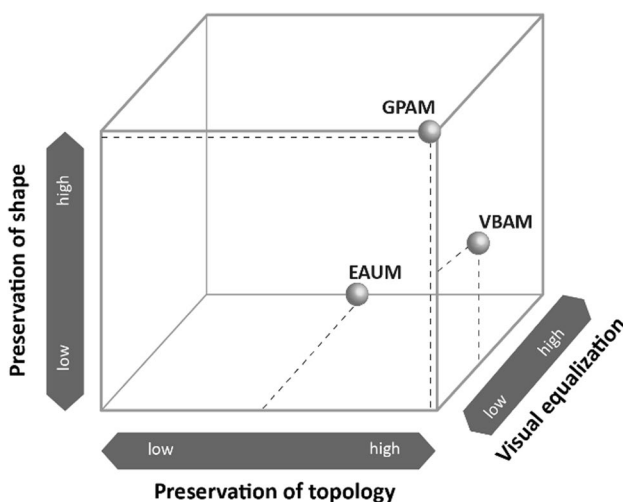 GPAM
VBAM
EAUM
Preservation of shape
high
low
low
high
Preservation of topology
low
high
Visual equalization